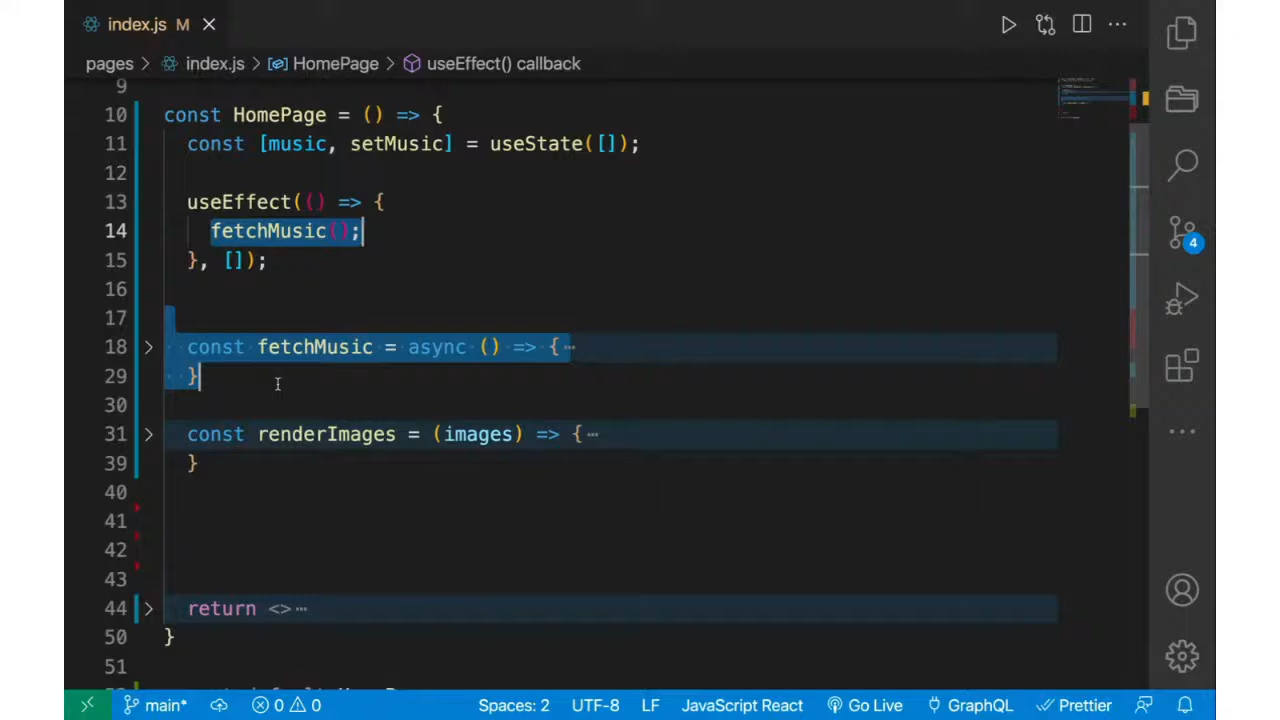 index.js M
pages index.js HomePage useEffect() callback
9
10 const HomePage = () => {
11 const [music, setMusic] = useState([]);
12
13 useEffect(() => {
14 fetchMusic();
15 }, []);
16
17
18 const fetchMusic = async () => {⋯
29 }
30
31 const renderImages = (images) => {⋯
39 }
40
41
42
43
44 return <>⋯
50 }
51
4
main* 0 0 Spaces: 2 UTF-8 LF JavaScript React Go Live GraphQL Prettier